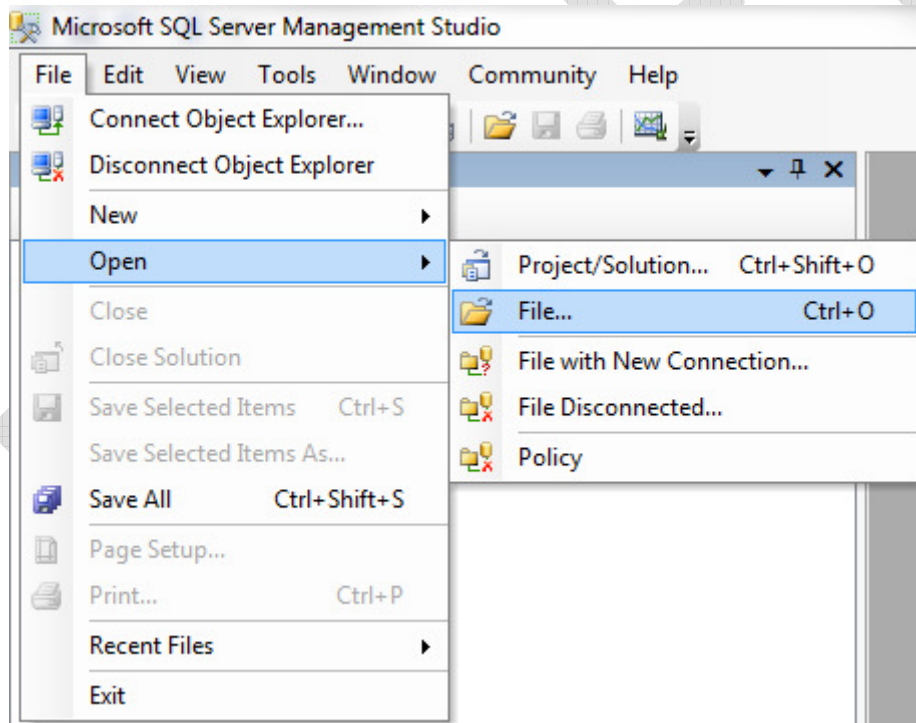 Microsoft SQL Server Management Studio
File Edit View Tools Window Community Help
Connect Object Explorer...
Disconnect Object Explorer
New
Open
Project/Solution... Ctrl+Shift+O
File... Ctrl+O
Close
Close Solution
File with New Connection...
Save Selected Items Ctrl+S
File Disconnected...
Save Selected Items As...
Policy
Save All Ctrl+Shift+S
Page Setup...
Print... Ctrl+P
Recent Files
Exit